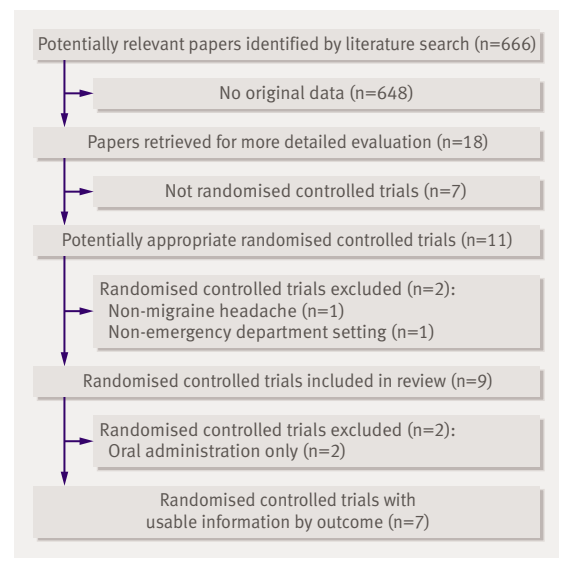 Potentially relevant papers identified by literature search (n=666)
No original data (n=648)
Papers retrieved for more detailed evaluation (n=18)
Not randomised controlled trials (n=7)
Potentially appropriate randomised controlled trials (n=11)
Randomised controlled trials excluded (n=2):
Non-migraine headache (n=1)
Non-emergency department setting (n=1)
Randomised controlled trials included in review (n=9)
Randomised controlled trials excluded (n=2):
Oral administration only (n=2)
Randomised controlled trials with
usable information by outcome (n=7)